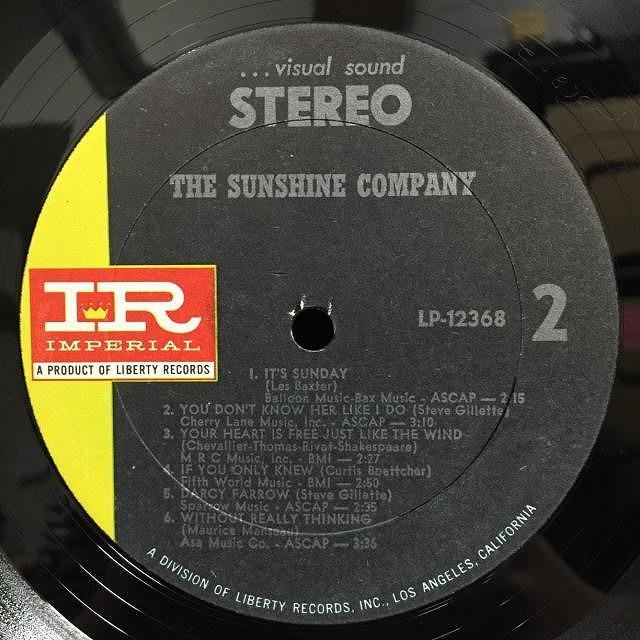 ...visual sound
STEREO
THE SUNSHINE COMPANY
IR
IMPERIAL
A PRODUCT OF LIBERTY RECORDS
LP-12368
2
1. IT'S SUNDAY
(Les Baxter)
Balloon Music-Bax Music - ASCAP — 2:15
2. YOU DON'T KNOW HER LIKE I DO (Steve Gillette)
Cherry Lane Music, Inc. - ASCAP — 3:10
3. YOUR HEART IS FREE JUST LIKE THE WIND
(Chevallier-Thomas-Rivat-Shakespeare)
M R C Music, Inc. - BMI — 2:27
4. IF YOU ONLY KNEW (Curtis Boettcher)
Fifth World Music - BMI — 2:50
5. DARCY FARROW (Steve Gillette)
Sparrow Music - ASCAP — 2:35
6. WITHOUT REALLY THINKING
(Maurice Manseau)
Asa Music Co. - ASCAP — 3:36
A DIVISION OF LIBERTY RECORDS, INC., LOS ANGELES, CALIFORNIA